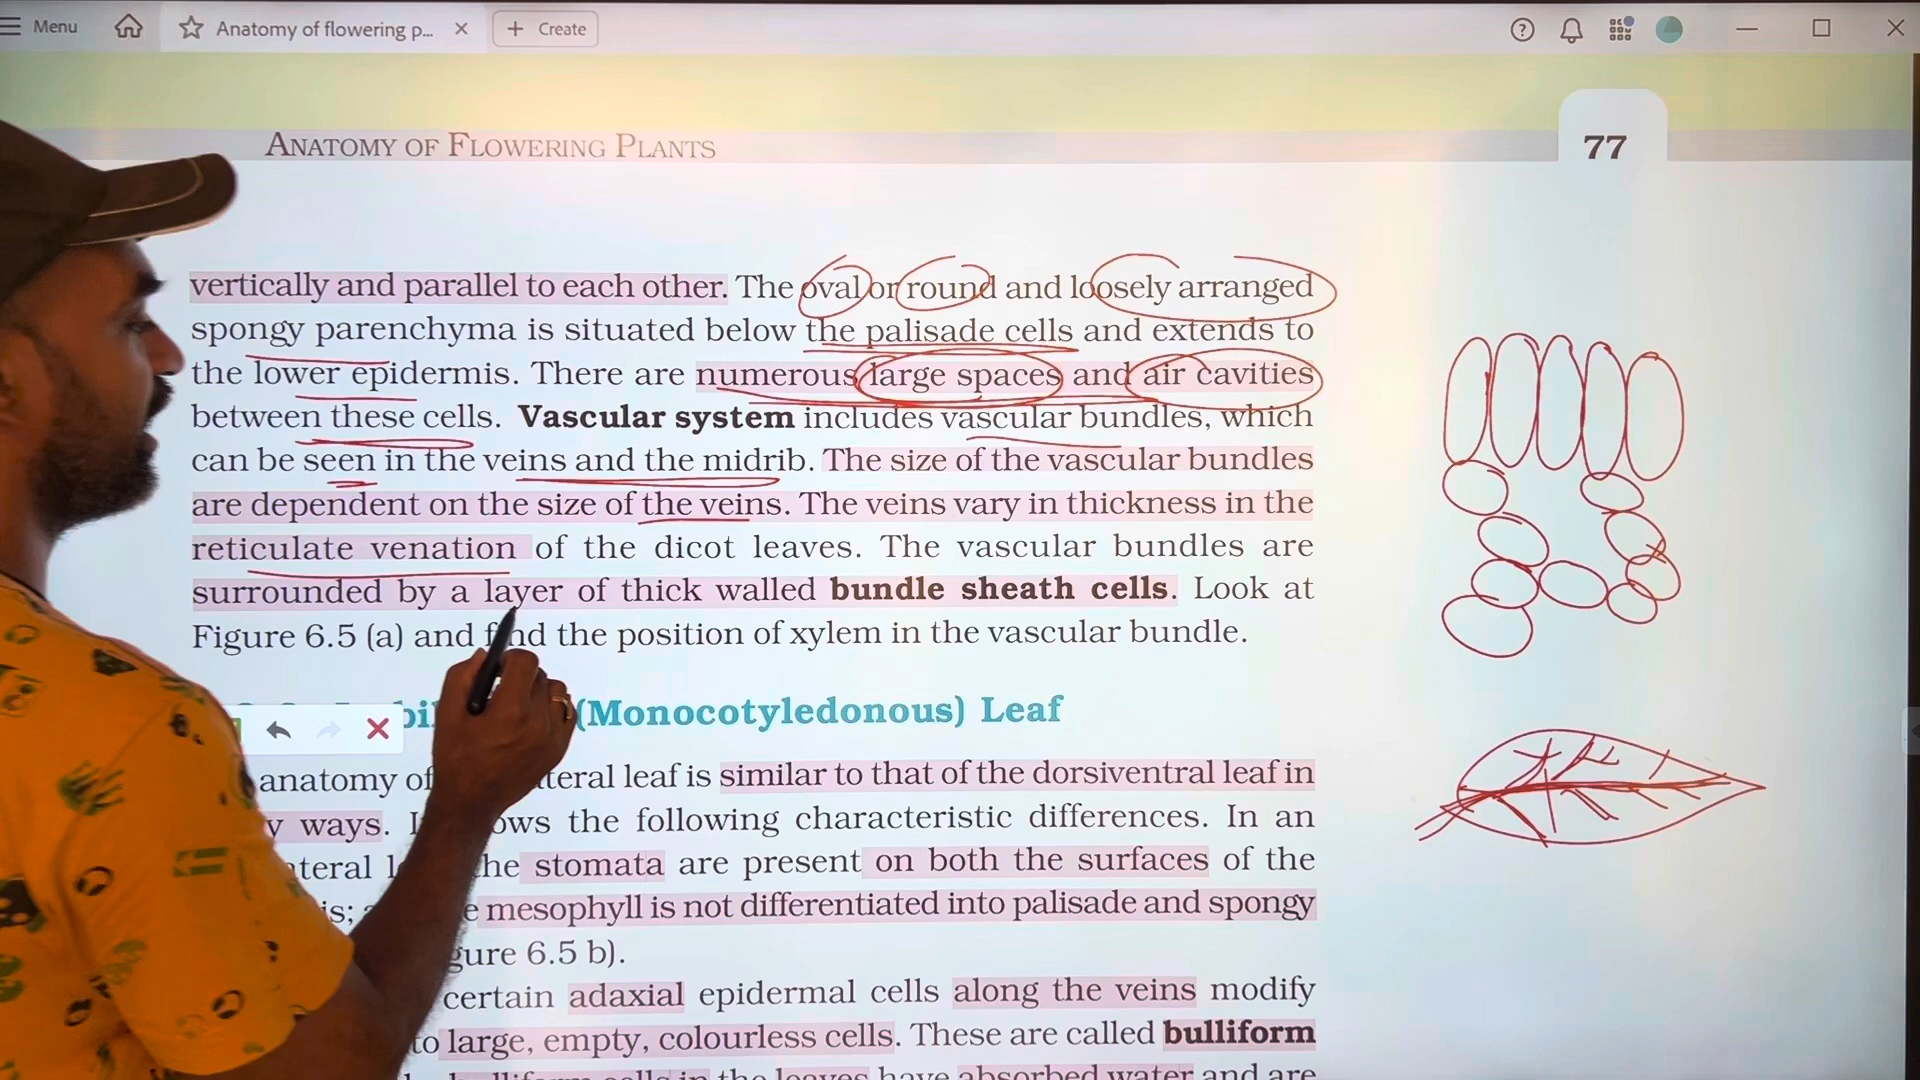 Menu
Anatomy of flowering p...
Create
ANATOMY OF FLOWERING PLANTS
77
vertically and parallel to each other. The oval or round and loosely arranged
spongy parenchyma is situated below the palisade cells and extends to
the lower epidermis. There are numerous large spaces and air cavities
between these cells. Vascular system includes vascular bundles, which
can be seen in the veins and the midrib. The size of the vascular bundles
are dependent on the size of the veins. The veins vary in thickness in the
reticulate venation of the dicot leaves. The vascular bundles are
surrounded by a layer of thick walled bundle sheath cells. Look at
Figure 6.5 (a) and find the position of xylem in the vascular bundle.
(Monocotyledonous) Leaf
anatomy of leaf is similar to that of the dorsiventral leaf in
ways. the following characteristic differences. In an
the stomata are present on both the surfaces of the
mesophyll is not differentiated into palisade and spongy
6.5 b).
certain adaxial epidermal cells along the veins modify
to large, empty, colourless cells. These are called bulliform
in the leaves have absorbed water and are